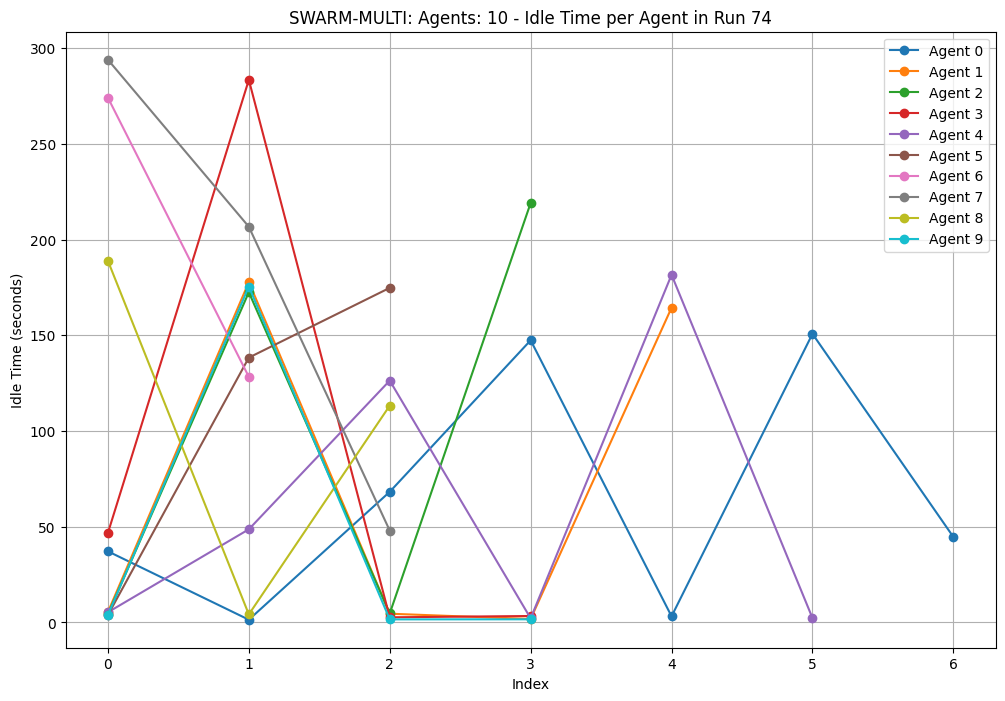 SWARM-MULTI: Agents: 10 - Idle Time per Agent in Run 74
Idle Time (seconds)
300
250
200
150
100
50
0
0 1 2 3 4 5 6
Index
Agent 0
Agent 1
Agent 2
Agent 3
Agent 4
Agent 5
Agent 6
Agent 7
Agent 8
Agent 9